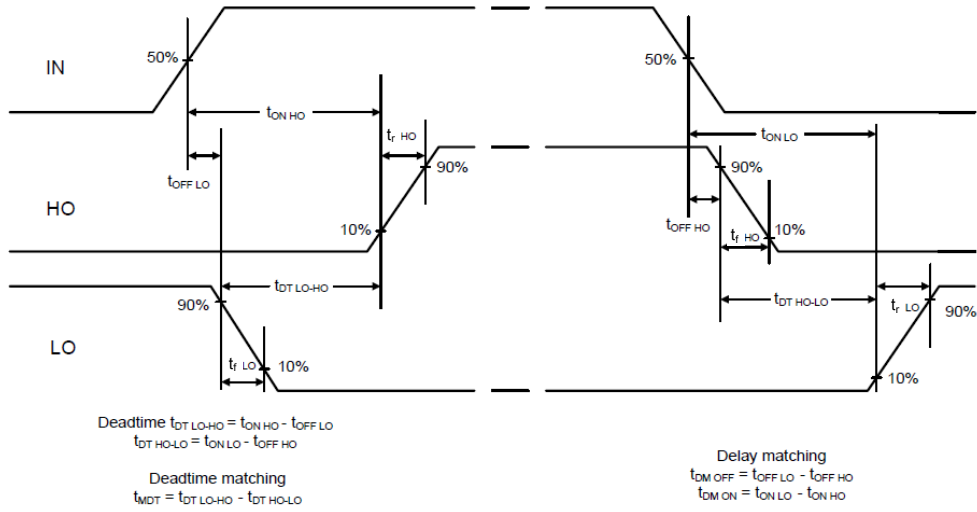 IN
50%
50%
tON HO
tON LO
tr HO
tOFF LO
90%
90%
HO
tOFF HO
10%
tf HO
10%
tDT LO-HO
tDT HO-LO
90%
tr LO
90%
LO
tf LO
10%
10%
Deadtime tDT LO-HO = tON HO - tOFF LO
tDT HO-LO = tON LO - tOFF HO
Deadtime matching
tMDT = tDT LO-HO - tDT HO-LO
Delay matching
tDM OFF = tOFF LO - tOFF HO
tDM ON = tON LO - tON HO